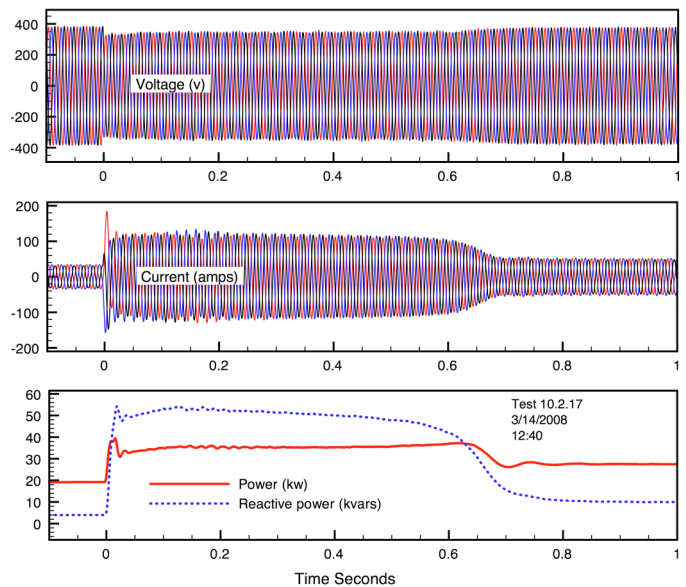 400
200
0
-200
-400
Voltage (v)
0 0.2 0.4 0.6 0.8 1
200
100
0
-100
-200
Current (amps)
0 0.2 0.4 0.6 0.8 1
60
50
40
30
20
10
0
Test 10.2.17
3/14/2008
12:40
Power (kw)
Reactive power (kvars)
0 0.2 0.4 0.6 0.8 1
Time Seconds